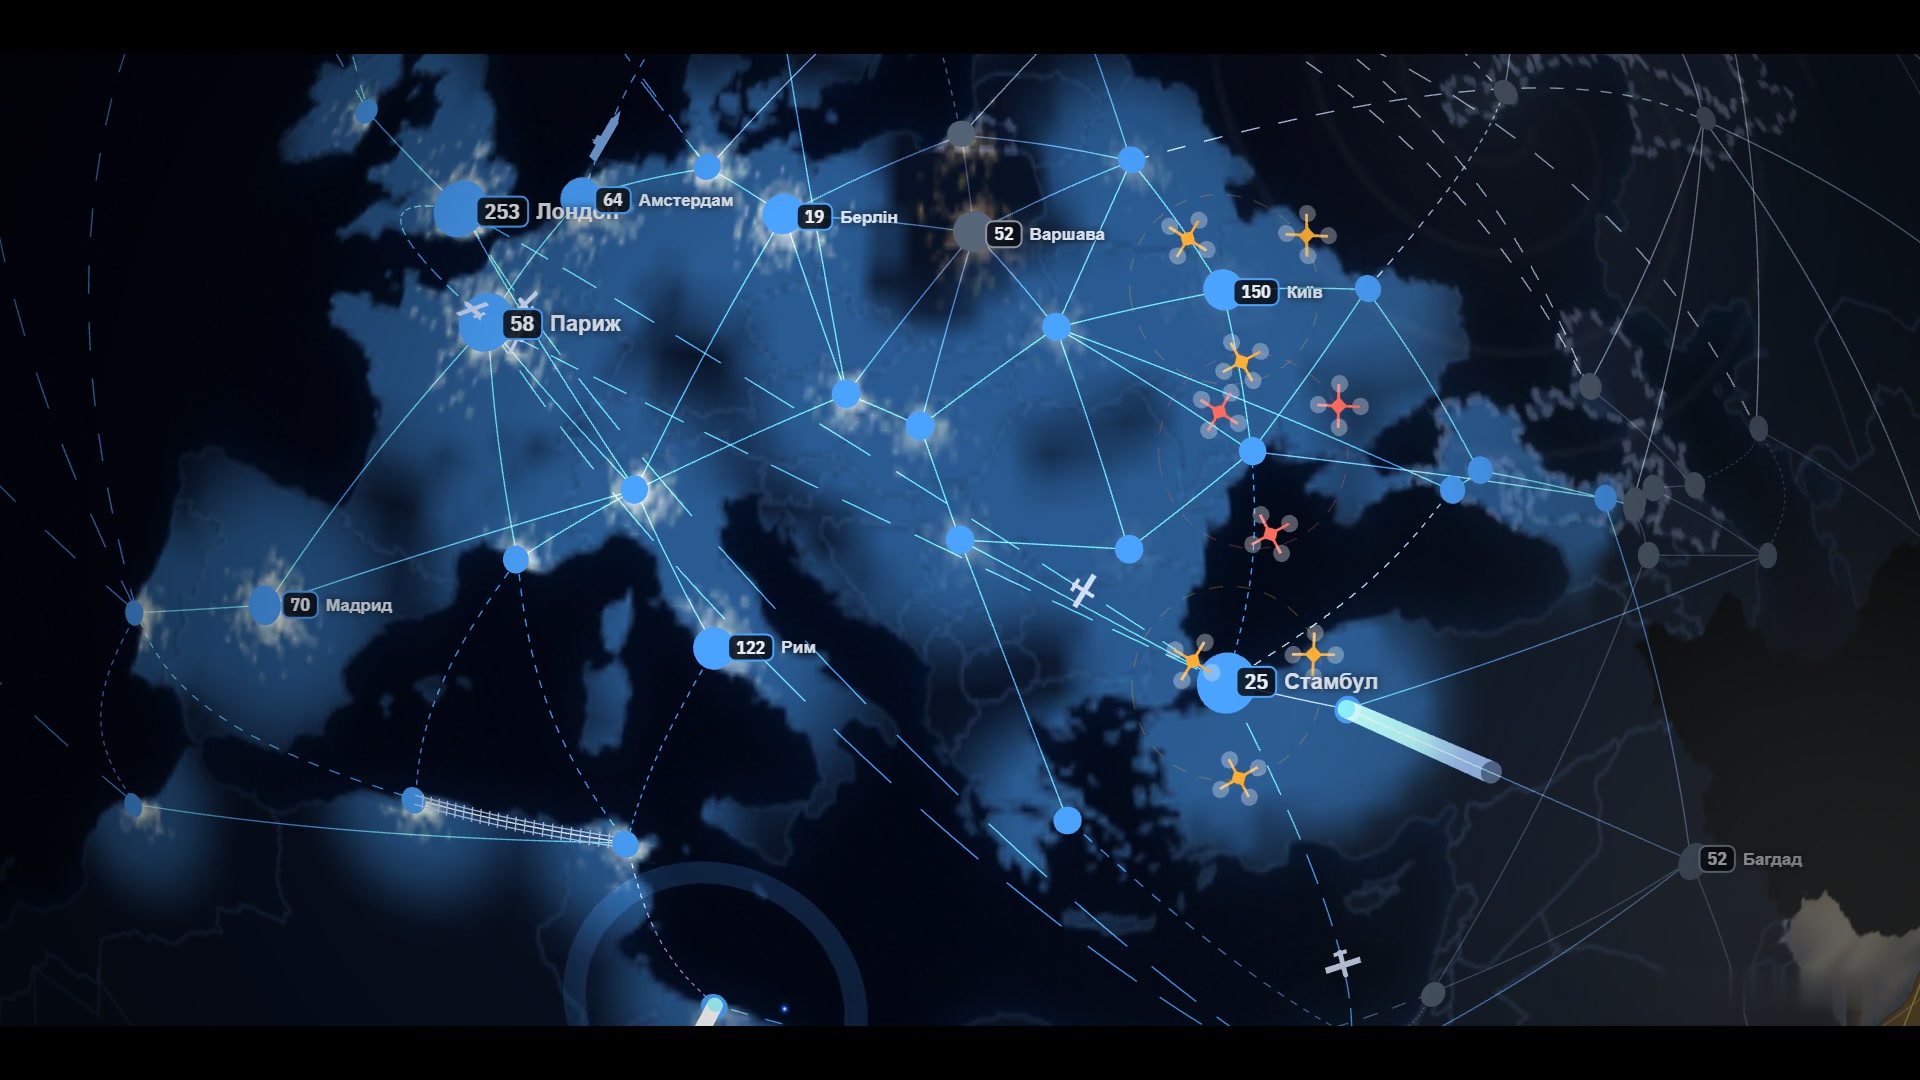 253 Лондон
64 Амстердам
19 Берлін
52 Варшава
150 Київ
58 Париж
70 Мадрид
122 Рим
25 Стамбул
52 Багдад